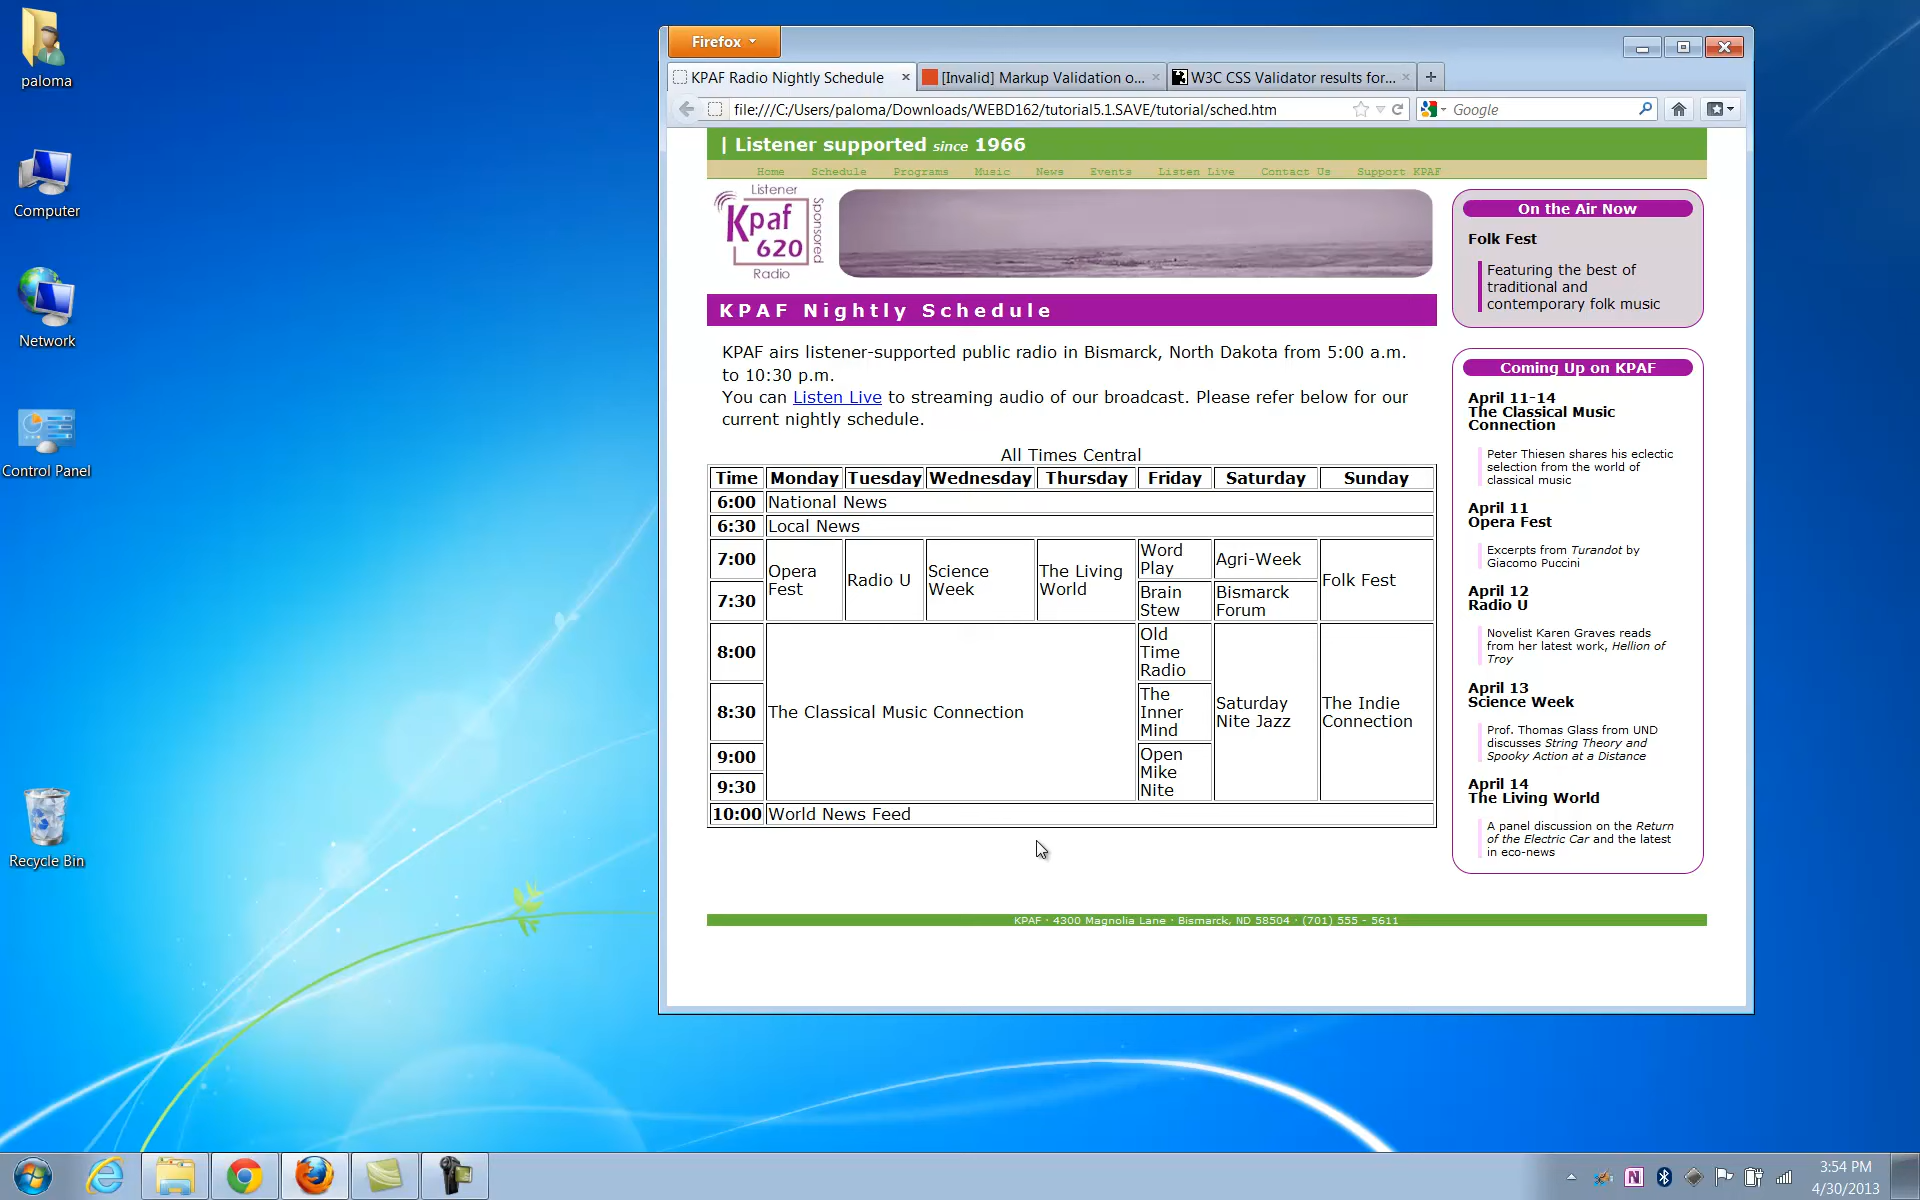 paloma
Computer
Network
Control Panel
Recycle Bin
Firefox
KPAF Radio Nightly Schedule
[Invalid] Markup Validation o...
W3C CSS Validator results for...
file:///C:/Users/paloma/Downloads/WEBD162/tutorial5.1.SAVE/tutorial/sched.htm
Google
| Listener supported since 1966
Home Schedule Programs Music News Events Listen Live Contact Us Support KPAF
Listener
Sponsored
Kpaf
620
Radio
KPAF Nightly Schedule
KPAF airs listener-supported public radio in Bismarck, North Dakota from 5:00 a.m.
to 10:30 p.m.
You can Listen Live to streaming audio of our broadcast. Please refer below for our
current nightly schedule.
All Times Central
Time Monday Tuesday Wednesday Thursday Friday Saturday Sunday
6:00 National News
6:30 Local News
7:00
7:30
Opera
Fest
Radio U
Science
Week
The Living
World
Word
Play
Brain
Stew
Agri-Week
Bismarck
Forum
Folk Fest
8:00
8:30
9:00
9:30
The Classical Music Connection
Old
Time
Radio
The
Inner
Mind
Open
Mike
Nite
Saturday
Nite Jazz
The Indie
Connection
10:00 World News Feed
On the Air Now
Folk Fest
Featuring the best of
traditional and
contemporary folk music
Coming Up on KPAF
April 11-14
The Classical Music
Connection
Peter Thiesen shares his eclectic
selection from the world of
classical music
April 11
Opera Fest
Excerpts from Turandot by
Giacomo Puccini
April 12
Radio U
Novelist Karen Graves reads
from her latest work, Hellion of
Troy
April 13
Science Week
Prof. Thomas Glass from UND
discusses String Theory and
Spooky Action at a Distance
April 14
The Living World
A panel discussion on the Return
of the Electric Car and the latest
in eco-news
KPAF · 4300 Magnolia Lane · Bismarck, ND 58504 · (701) 555 - 5611
N
3:54 PM
4/30/2013